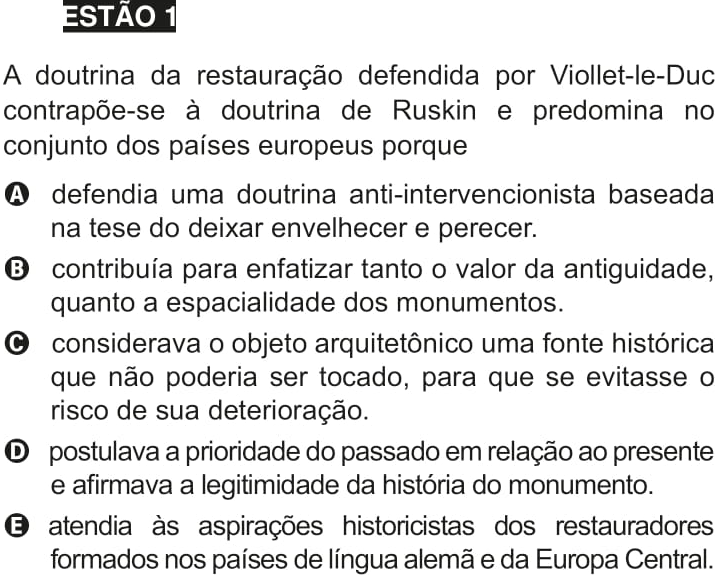 ESTÃO 1
A doutrina da restauração defendida por Viollet-le-Duc
contrapõe-se à doutrina de Ruskin e predomina no
conjunto dos países europeus porque
A defendia uma doutrina anti-intervencionista baseada
na tese do deixar envelhecer e perecer.
B contribuía para enfatizar tanto o valor da antiguidade,
quanto a espacialidade dos monumentos.
C considerava o objeto arquitetônico uma fonte histórica
que não poderia ser tocado, para que se evitasse o
risco de sua deterioração.
D postulava a prioridade do passado em relação ao presente
e afirmava a legitimidade da história do monumento.
E atendia às aspirações historicistas dos restauradores
formados nos países de língua alemã e da Europa Central.